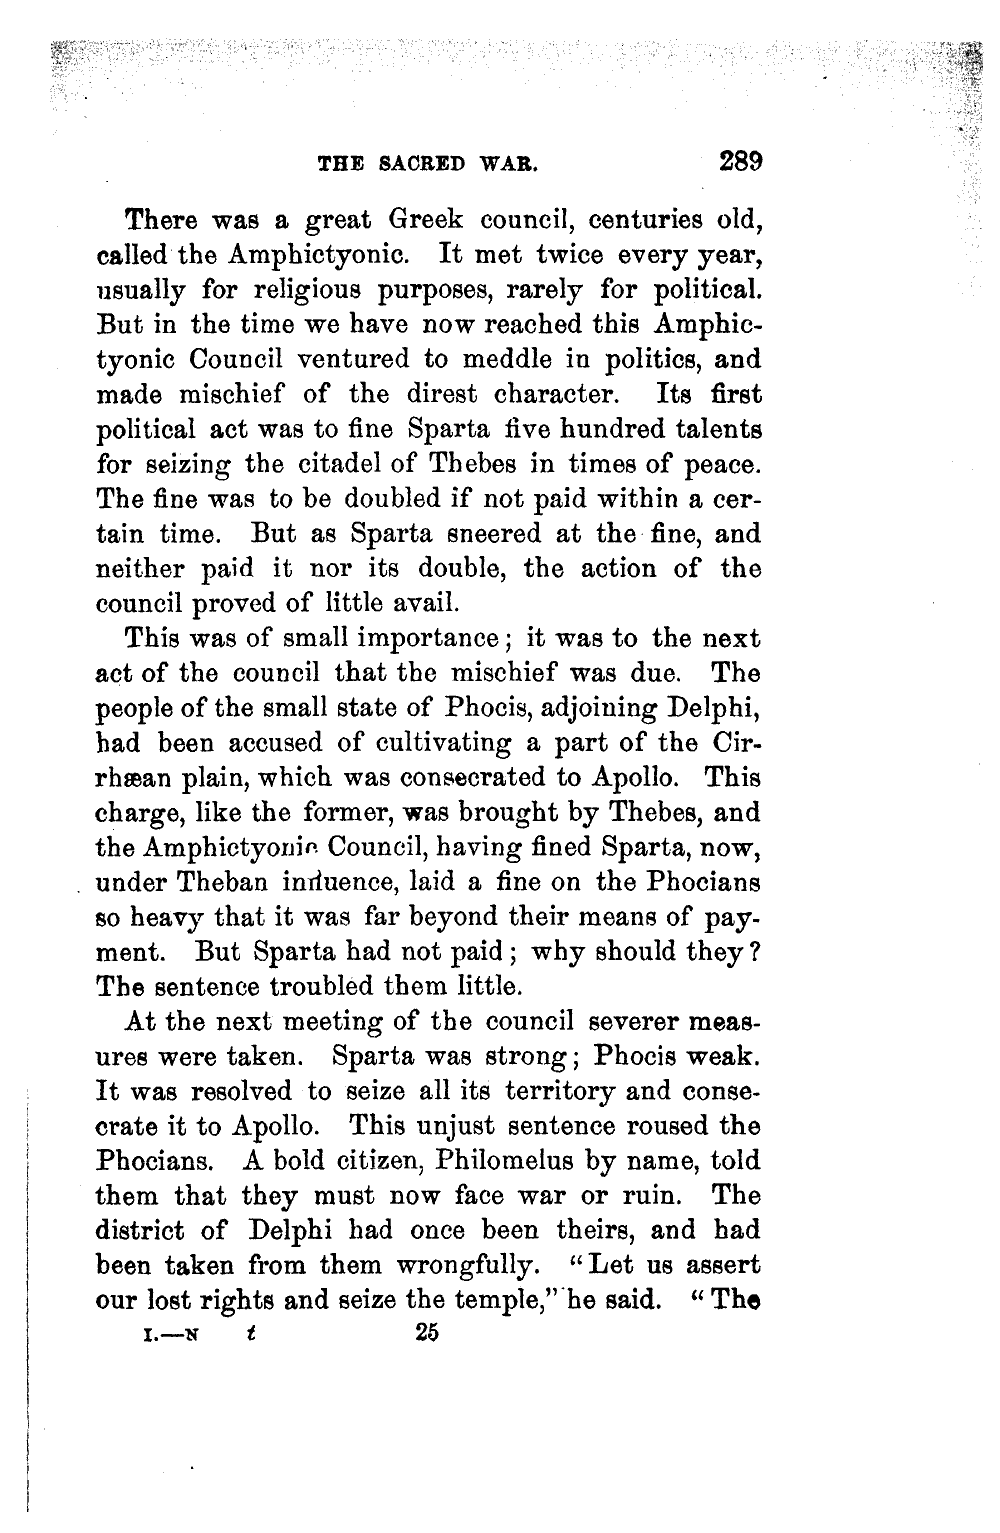 THE SACRED WAR. 289
There was a great Greek council, centuries old,
called the Amphictyonic. It met twice every year,
usually for religious purposes, rarely for political.
But in the time we have now reached this Amphic-
tyonic Council ventured to meddle in politics, and
made mischief of the direst character. Its first
political act was to fine Sparta five hundred talents
for seizing the citadel of Thebes in times of peace.
The fine was to be doubled if not paid within a cer-
tain time. But as Sparta sneered at the fine, and
neither paid it nor its double, the action of the
council proved of little avail.
This was of small importance; it was to the next
act of the council that the mischief was due. The
people of the small state of Phocis, adjoining Delphi,
had been accused of cultivating a part of the Cir-
rhæan plain, which was consecrated to Apollo. This
charge, like the former, was brought by Thebes, and
the Amphictyonic Council, having fined Sparta, now,
under Theban influence, laid a fine on the Phocians
so heavy that it was far beyond their means of pay-
ment. But Sparta had not paid; why should they?
The sentence troubled them little.
At the next meeting of the council severer meas-
ures were taken. Sparta was strong; Phocis weak.
It was resolved to seize all its territory and conse-
crate it to Apollo. This unjust sentence roused the
Phocians. A bold citizen, Philomelus by name, told
them that they must now face war or ruin. The
district of Delphi had once been theirs, and had
been taken from them wrongfully. "Let us assert
our lost rights and seize the temple," he said. "The
I.—N t 25